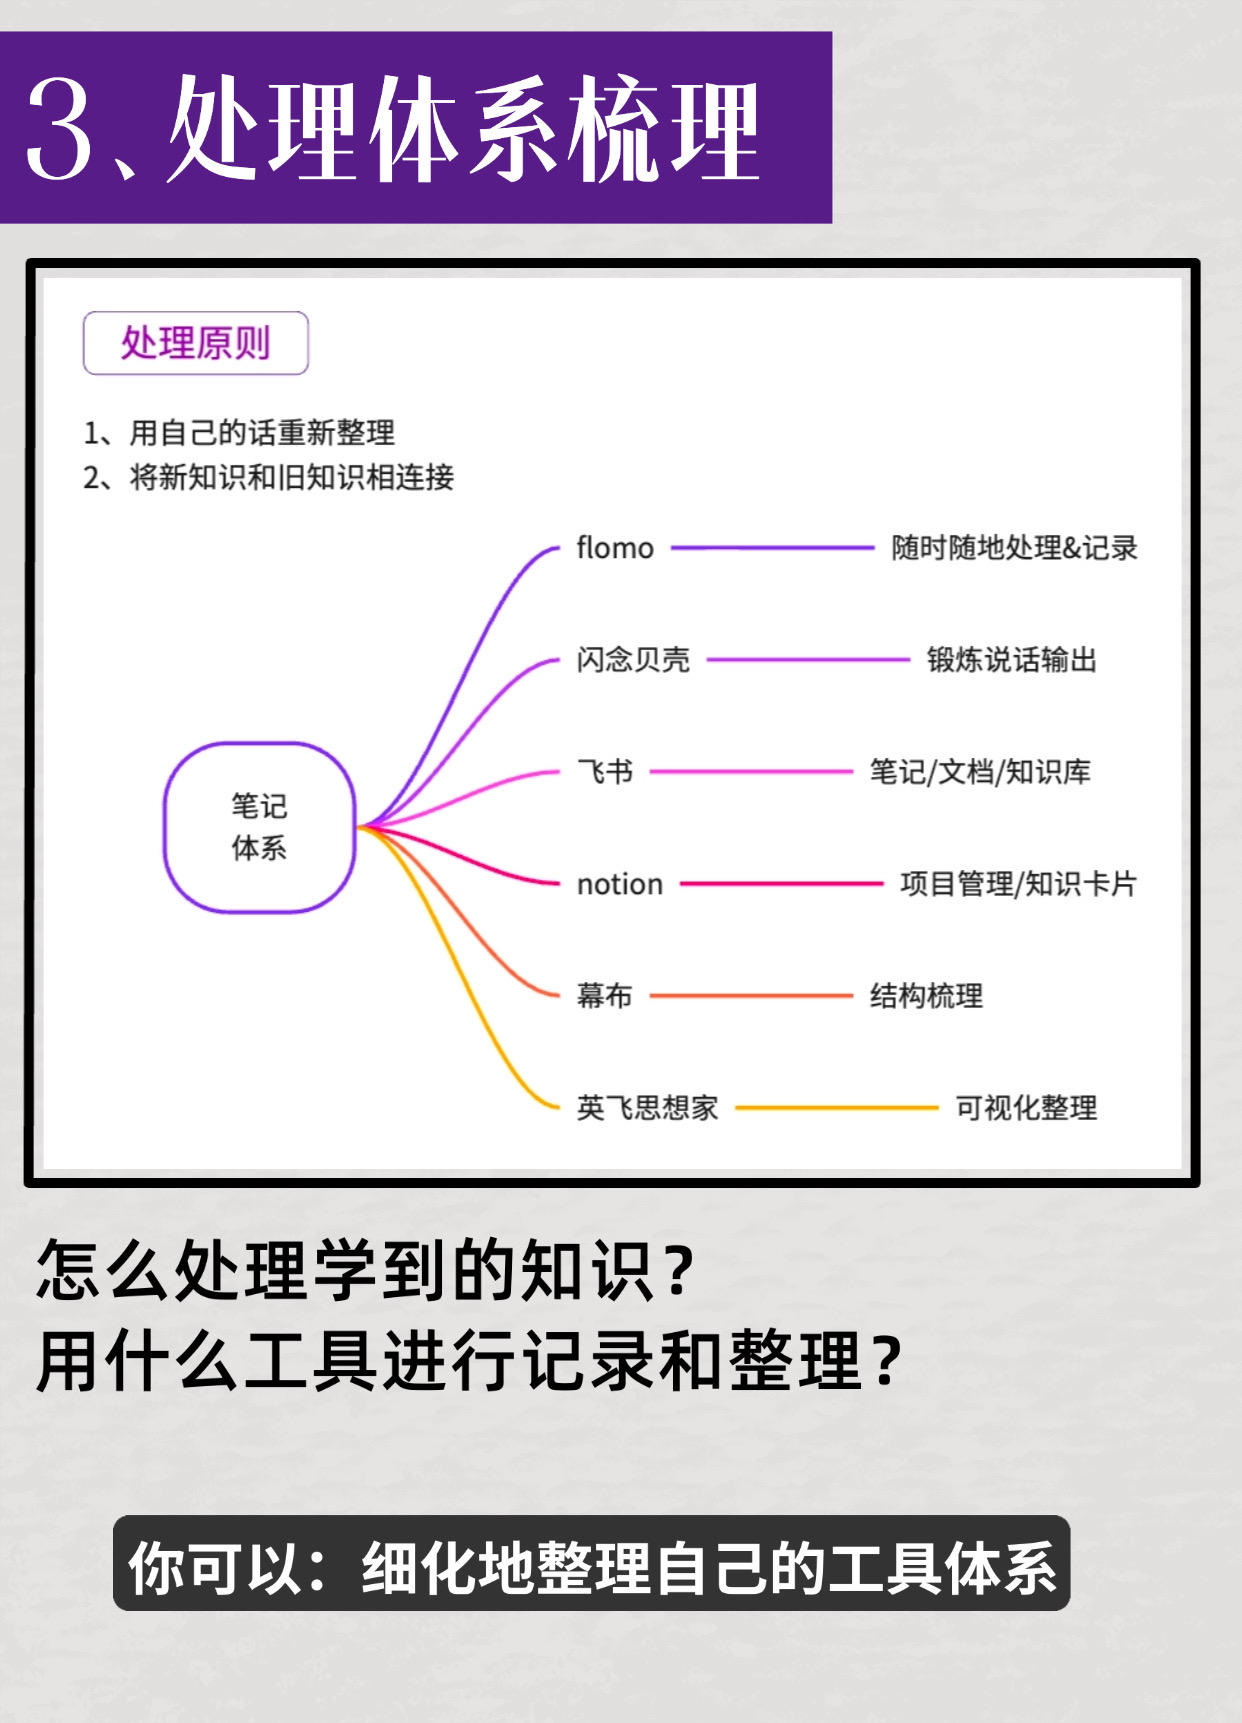 3、处理体系梳理
处理原则
1、用自己的话重新整理
2、将新知识和旧知识相连接
笔记
体系
flomo 随时随地处理&记录
闪念贝壳 锻炼说话输出
飞书 笔记/文档/知识库
notion 项目管理/知识卡片
幕布 结构梳理
英飞思想家 可视化整理
怎么处理学到的知识？
用什么工具进行记录和整理？
你可以：细化地整理自己的工具体系